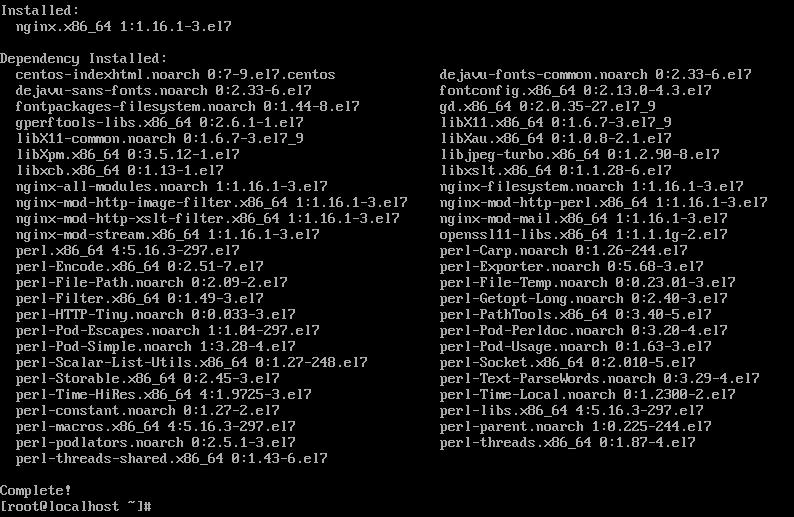 Installed:
nginx.x86_64 1:1.16.1-3.el7
Dependency Installed:
centos-indexhtml.noarch 0:7-9.el7.centos dejavu-fonts-common.noarch 0:2.33-6.el7
dejavu-sans-fonts.noarch 0:2.33-6.el7 fontconfig.x86_64 0:2.13.0-4.3.el7
fontpackages-filesystem.noarch 0:1.44-8.el7 gd.x86_64 0:2.0.35-27.el7_9
gperftools-libs.x86_64 0:2.6.1-1.el7 libX11.x86_64 0:1.6.7-3.el7_9
libX11-common.noarch 0:1.6.7-3.el7_9 libXau.x86_64 0:1.0.8-2.1.el7
libXpm.x86_64 0:3.5.12-1.el7 libjpeg-turbo.x86_64 0:1.2.90-8.el7
libxcb.x86_64 0:1.13-1.el7 libxslt.x86_64 0:1.1.28-6.el7
nginx-all-modules.noarch 1:1.16.1-3.el7 nginx-filesystem.noarch 1:1.16.1-3.el7
nginx-mod-http-image-filter.x86_64 1:1.16.1-3.el7 nginx-mod-http-perl.x86_64 1:1.16.1-3.el7
nginx-mod-http-xslt-filter.x86_64 1:1.16.1-3.el7 nginx-mod-mail.x86_64 1:1.16.1-3.el7
nginx-mod-stream.x86_64 1:1.16.1-3.el7 openssl11-libs.x86_64 1:1.1.1g-2.el7
perl.x86_64 4:5.16.3-297.el7 perl-Carp.noarch 0:1.26-244.el7
perl-Encode.x86_64 0:2.51-7.el7 perl-Exporter.noarch 0:5.68-3.el7
perl-File-Path.noarch 0:2.09-2.el7 perl-File-Temp.noarch 0:0.23.01-3.el7
perl-Filter.x86_64 0:1.49-3.el7 perl-Getopt-Long.noarch 0:2.40-3.el7
perl-HTTP-Tiny.noarch 0:0.033-3.el7 perl-PathTools.x86_64 0:3.40-5.el7
perl-Pod-Escapes.noarch 1:1.04-297.el7 perl-Pod-Perldoc.noarch 0:3.20-4.el7
perl-Pod-Simple.noarch 1:3.28-4.el7 perl-Pod-Usage.noarch 0:1.63-3.el7
perl-Scalar-List-Utils.x86_64 0:1.27-248.el7 perl-Socket.x86_64 0:2.010-5.el7
perl-Storable.x86_64 0:2.45-3.el7 perl-Text-ParseWords.noarch 0:3.29-4.el7
perl-Time-HiRes.x86_64 4:1.9725-3.el7 perl-Time-Local.noarch 0:1.2300-2.el7
perl-constant.noarch 0:1.27-2.el7 perl-libs.x86_64 4:5.16.3-297.el7
perl-macros.x86_64 4:5.16.3-297.el7 perl-parent.noarch 1:0.225-244.el7
perl-podlators.noarch 0:2.5.1-3.el7 perl-threads.x86_64 0:1.87-4.el7
perl-threads-shared.x86_64 0:1.43-6.el7
Complete!
[root@localhost ~]#